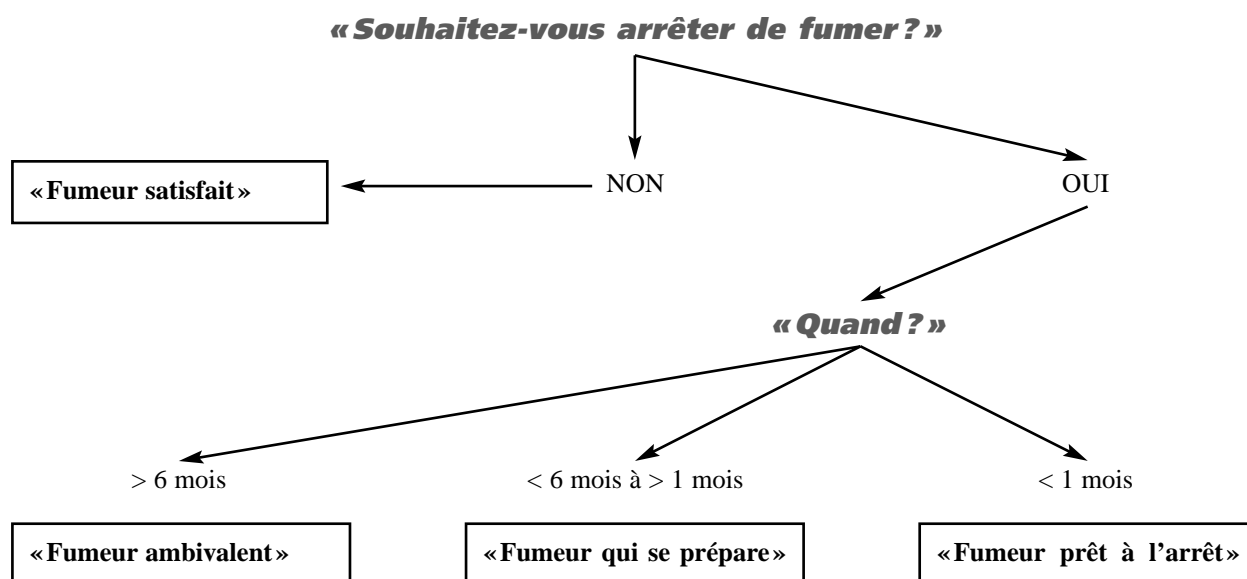 «Souhaitez-vous arrêter de fumer?»
«Fumeur satisfait»
NON
OUI
«Quand?»
> 6 mois
< 6 mois à > 1 mois
< 1 mois
«Fumeur ambivalent»
«Fumeur qui se prépare»
«Fumeur prêt à l’arrêt»